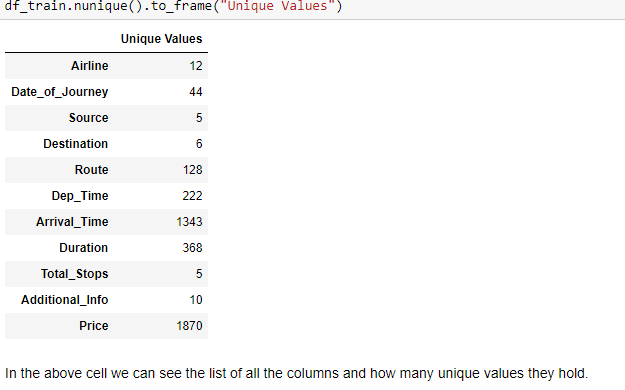 df_train.nunique().to_frame("Unique Values")
Unique Values
Airline 12
Date_of_Journey 44
Source 5
Destination 6
Route 128
Dep_Time 222
Arrival_Time 1343
Duration 368
Total_Stops 5
Additional_Info 10
Price 1870
In the above cell we can see the list of all the columns and how many unique values they hold.